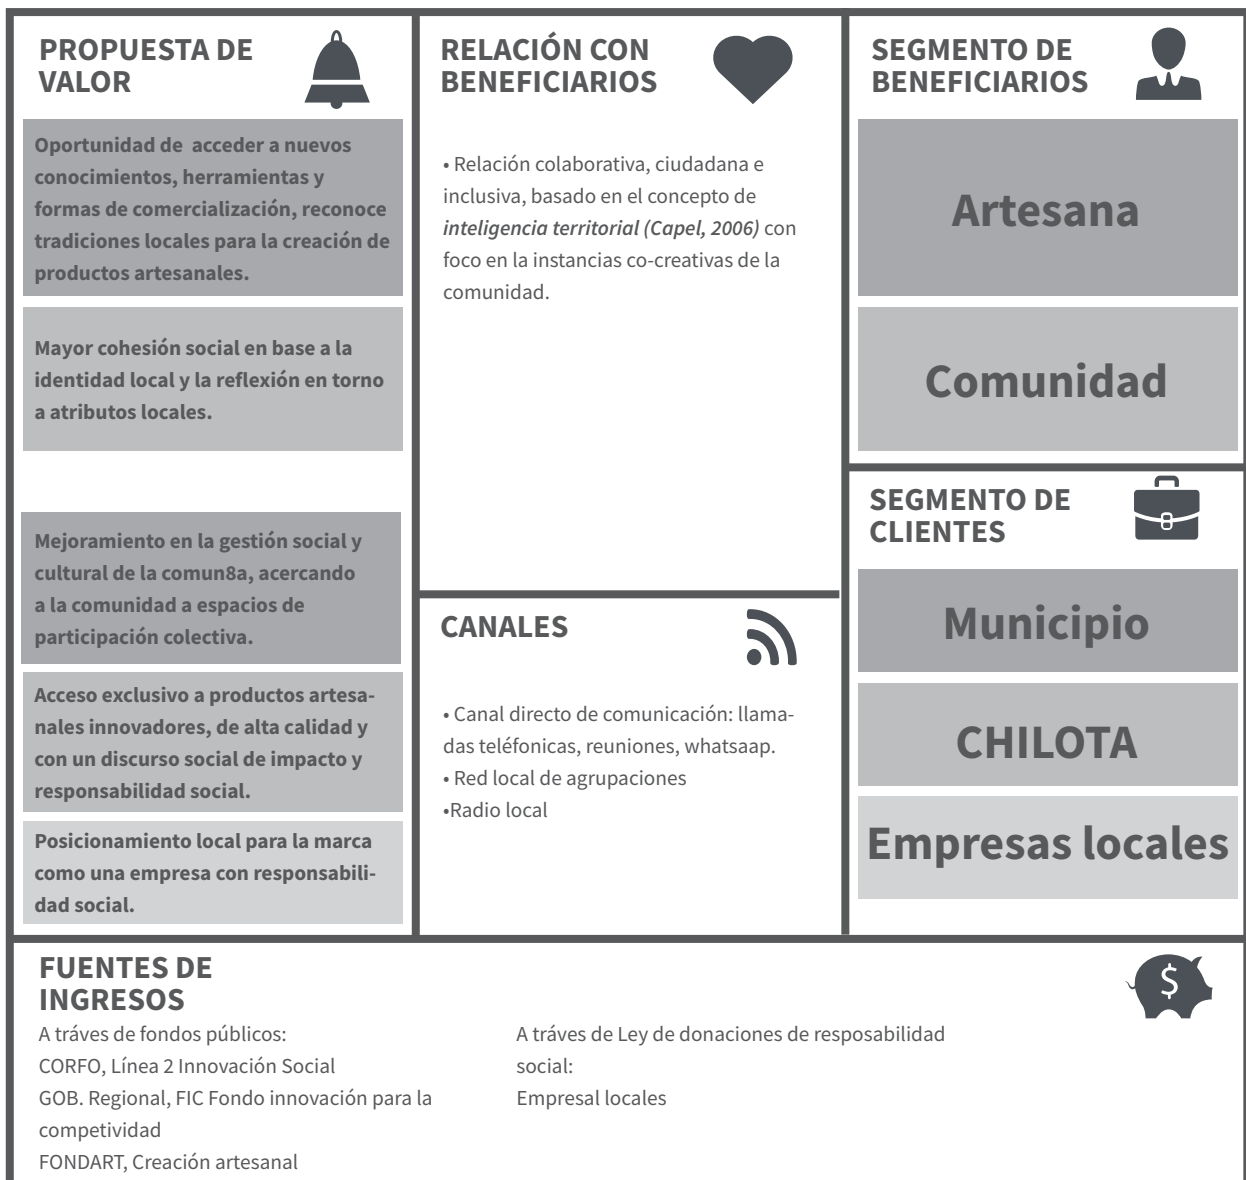 PROPUESTA DE
VALOR
Oportunidad de  acceder a nuevos
conocimientos, herramientas y
formas de comercialización, reconoce
tradiciones locales para la creación de
productos artesanales.
Mayor cohesión social en base a la
identidad local y la reflexión en torno
a atributos locales.
Mejoramiento en la gestión social y
cultural de la comun8a, acercando
a la comunidad a espacios de
participación colectiva.
Acceso exclusivo a productos artesa-
nales innovadores, de alta calidad y
con un discurso social de impacto y
responsabilidad social.
Posicionamiento local para la marca
como una empresa con responsabili-
dad social.
RELACIÓN CON
BENEFICIARIOS
• Relación colaborativa, ciudadana e
inclusiva, basado en el concepto de
inteligencia territorial (Capel, 2006) con
foco en la instancias co-creativas de la
comunidad.
CANALES
• Canal directo de comunicación: llama-
das teléfonicas, reuniones, whatsaap.
• Red local de agrupaciones
•Radio local
SEGMENTO DE
BENEFICIARIOS
Artesana
Comunidad
SEGMENTO DE
CLIENTES
Municipio
CHILOTA
Empresas locales
FUENTES DE
INGRESOS
A tráves de fondos públicos:
CORFO, Línea 2 Innovación Social
GOB. Regional, FIC Fondo innovación para la
competividad
FONDART, Creación artesanal
A tráves de Ley de donaciones de resposabilidad
social:
Empresal locales
$